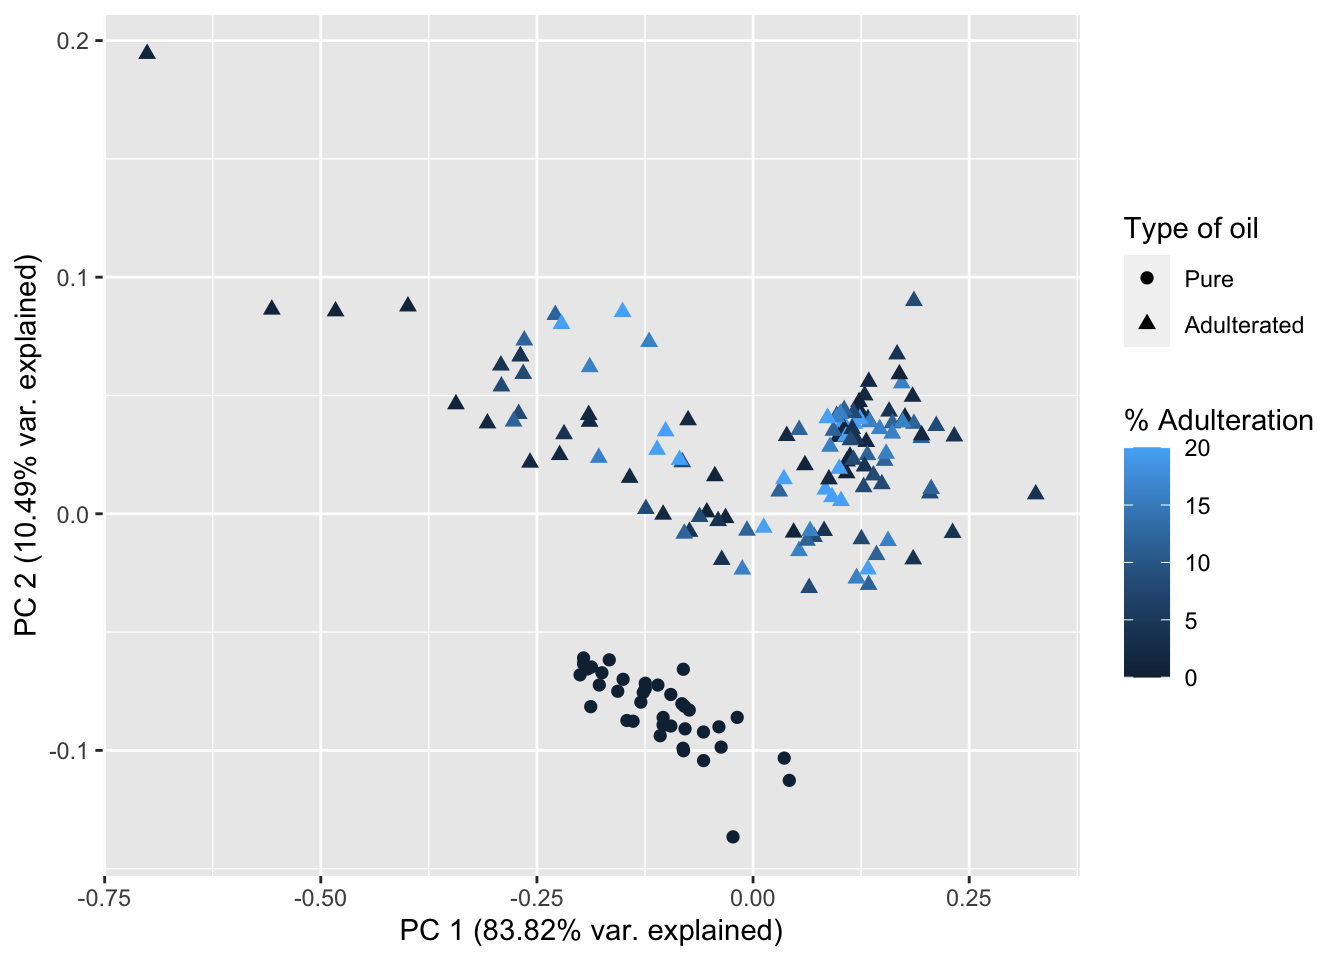 0.2
0.1
0.0
-0.1
PC 2 (10.49% var. explained)
-0.75
-0.50
-0.25
0.00
0.25
PC 1 (83.82% var. explained)
Type of oil
Pure
Adulterated
% Adulteration
20
15
10
5
0